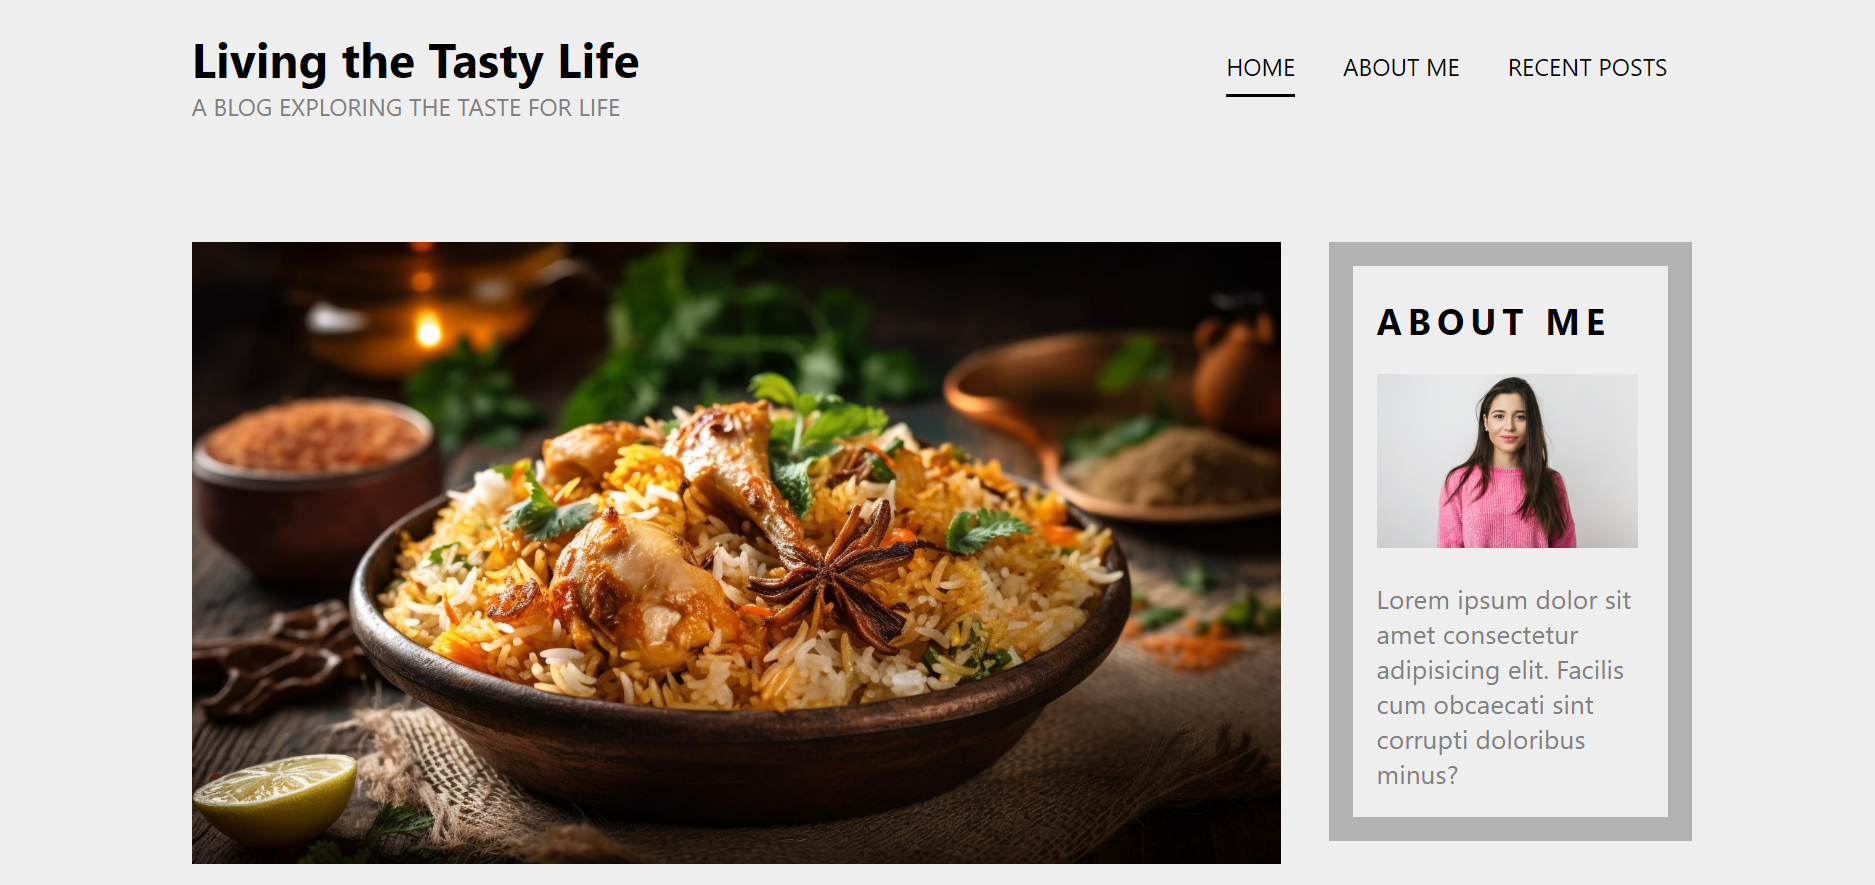 Living the Tasty Life
A BLOG EXPLORING THE TASTE FOR LIFE
HOME
ABOUT ME
RECENT POSTS
ABOUT ME
Lorem ipsum dolor sit
amet consectetur
adipisicing elit. Facilis
cum obcaecati sint
corrupti doloribus
minus?